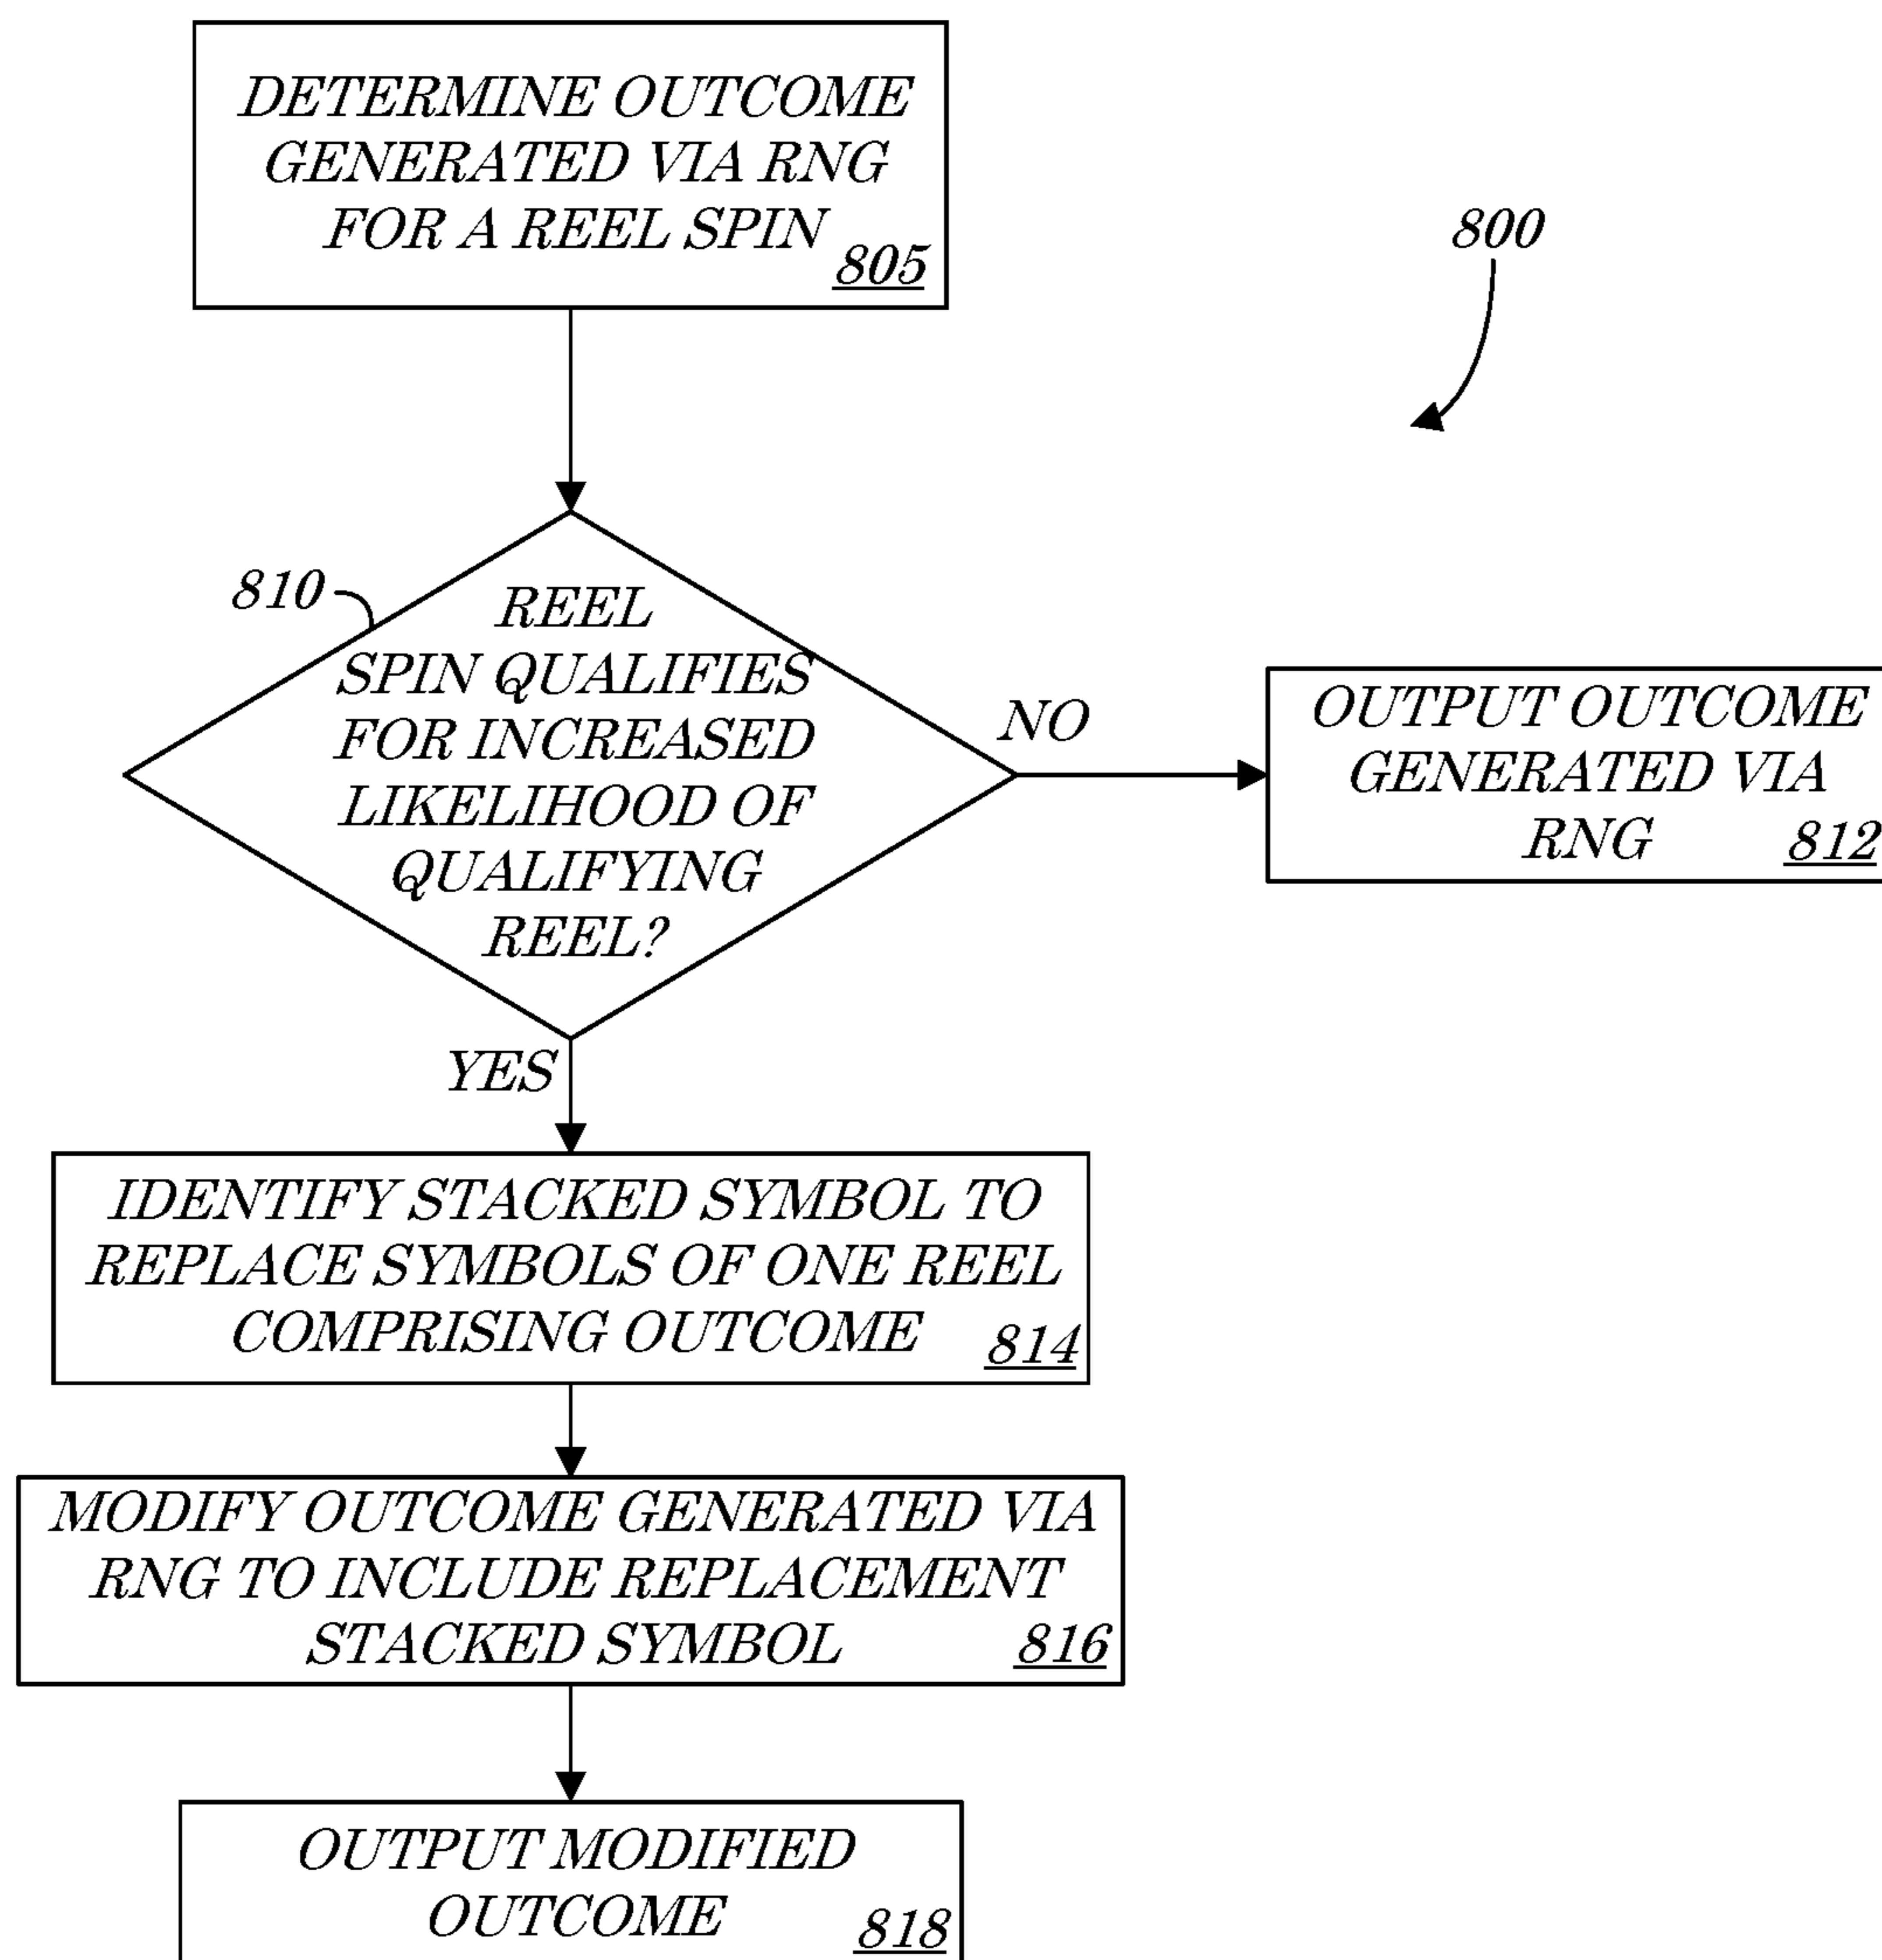 DETERMINE OUTCOME
GENERATED VIA RNG
FOR A REEL SPIN
805
800
810
REEL
SPIN QUALIFIES
FOR INCREASED
LIKELIHOOD OF
QUALIFYING
REEL?
NO
OUTPUT OUTCOME
GENERATED VIA
RNG
812
YES
IDENTIFY STACKED SYMBOL TO
REPLACE SYMBOLS OF ONE REEL
COMPRISING OUTCOME
814
MODIFY OUTCOME GENERATED VIA
RNG TO INCLUDE REPLACEMENT
STACKED SYMBOL
816
OUTPUT MODIFIED
OUTCOME
818